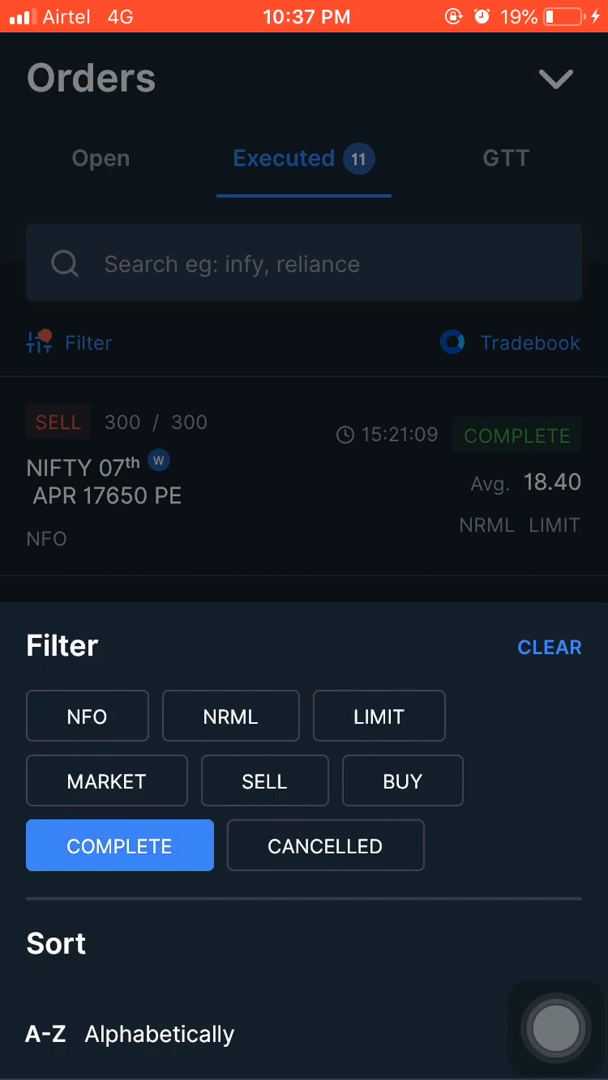 Airtel 4G 10:37 PM 19%
Orders
Open Executed 11 GTT
Search eg: infy, reliance
Filter Tradebook
SELL 300 / 300 15:21:09 COMPLETE
NIFTY 07th W
APR 17650 PE Avg. 18.40
NFO NRML LIMIT
Filter CLEAR
NFO NRML LIMIT
MARKET SELL BUY
COMPLETE CANCELLED
Sort
A-Z Alphabetically